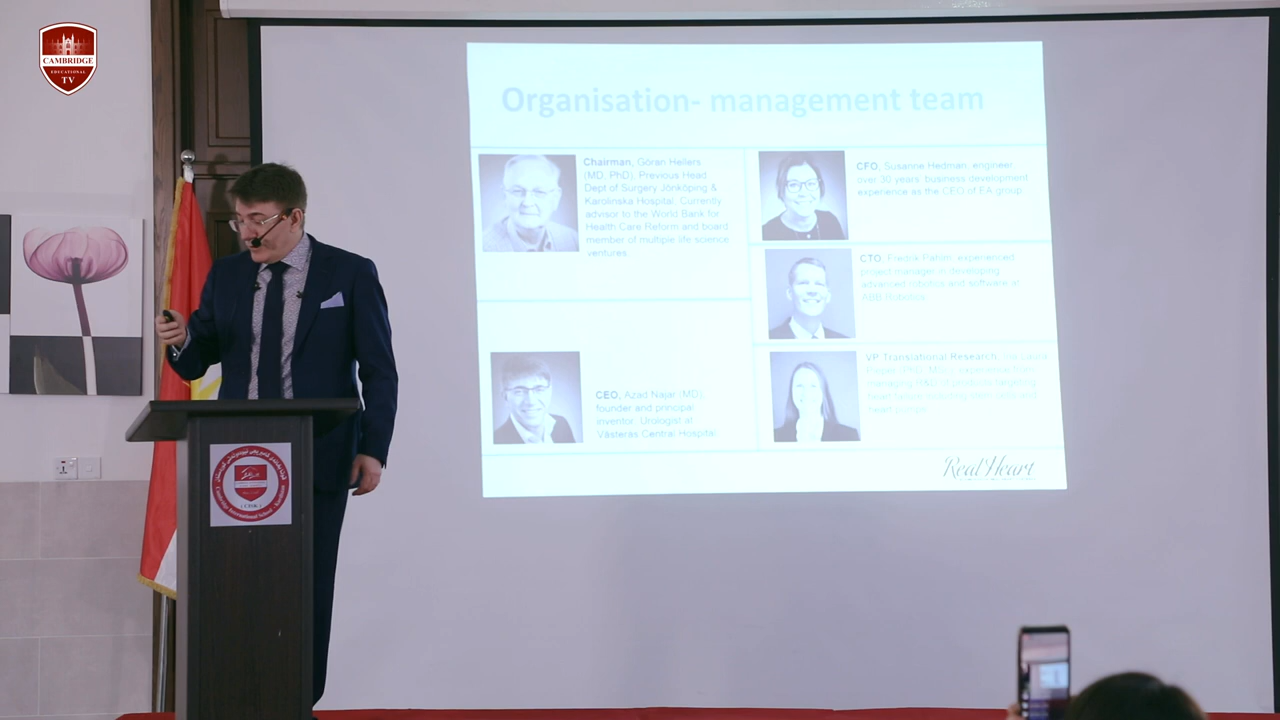 CAMBRIDGE
EDUCATIONAL
TV
Organisation- management team
Chairman, Göran Hellers
(MD, PhD). Previous Head
Dept of Surgery Jönköping &
Karolinska Hospital. Currently
advisor to the World Bank for
Health Care Reform and board
member of multiple life science
ventures.
CEO, Azad Najar (MD),
founder and principal
inventor. Urologist at
Västerås Central Hospital
CFO, Susanne Hedman, engineer
over 30 years, business development
experience as the CEO of EA group.
CTO, Fredrik Pahlm, experienced
project manager in developing
advanced robotics and software at
ABB Robotics
VP Translational Research
Real Heart